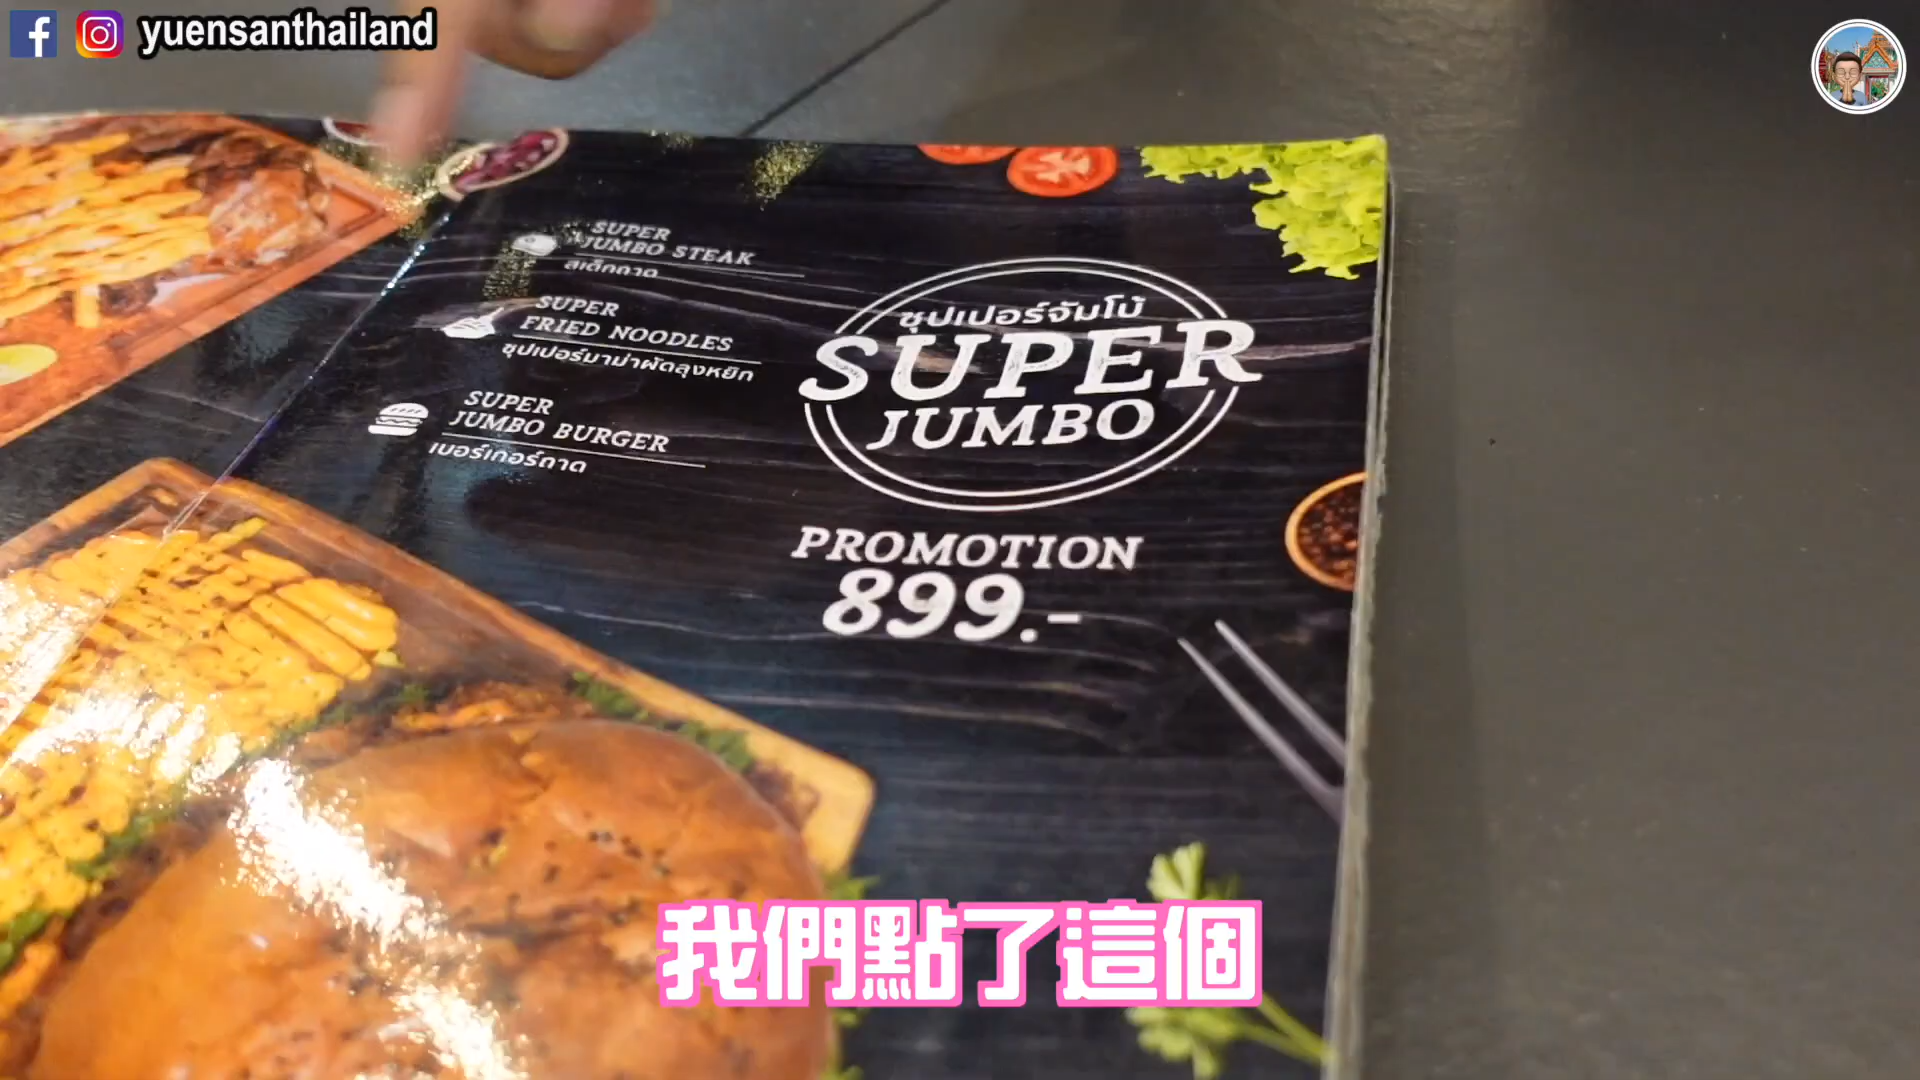 yuensanthailand
SUPER
JUMBO STEAK
สเต็กถาด
SUPER
FRIED NOODLES
ซุปเปอร์มาม่าผัดลุงหยิก
SUPER
JUMBO BURGER
เบอร์เกอร์ถาด
ซุปเปอร์จัมโบ้
SUPER
JUMBO
PROMOTION
899.-
我們點了這個